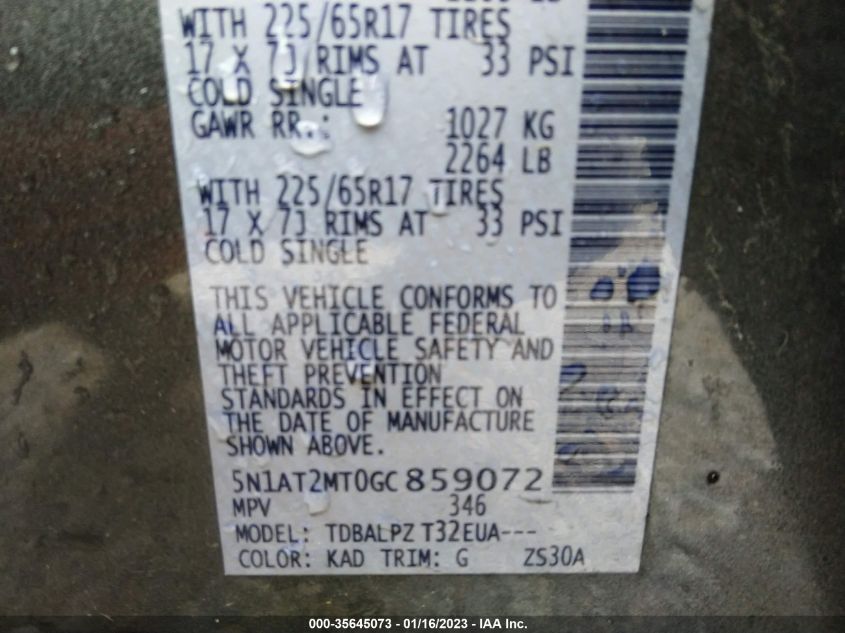 WITH 225/65R17 TIRES
17 X 7J RIMS AT 33 PSI
COLD SINGLE
GAWR RR.: 1027 KG
2264 LB
WITH 225/65R17 TIRES
17 X 7J RIMS AT 33 PSI
COLD SINGLE
THIS VEHICLE CONFORMS TO
ALL APPLICABLE FEDERAL
MOTOR VEHICLE SAFETY AND
THEFT PREVENTION
STANDARDS IN EFFECT ON
THE DATE OF MANUFACTURE
SHOWN ABOVE.
5N1AT2MT0GC859072
MPV 346
MODEL: TDBALPZ T32EUA---
COLOR: KAD TRIM: G ZS30A
000-35645073 - 01/16/2023 - IAA Inc.